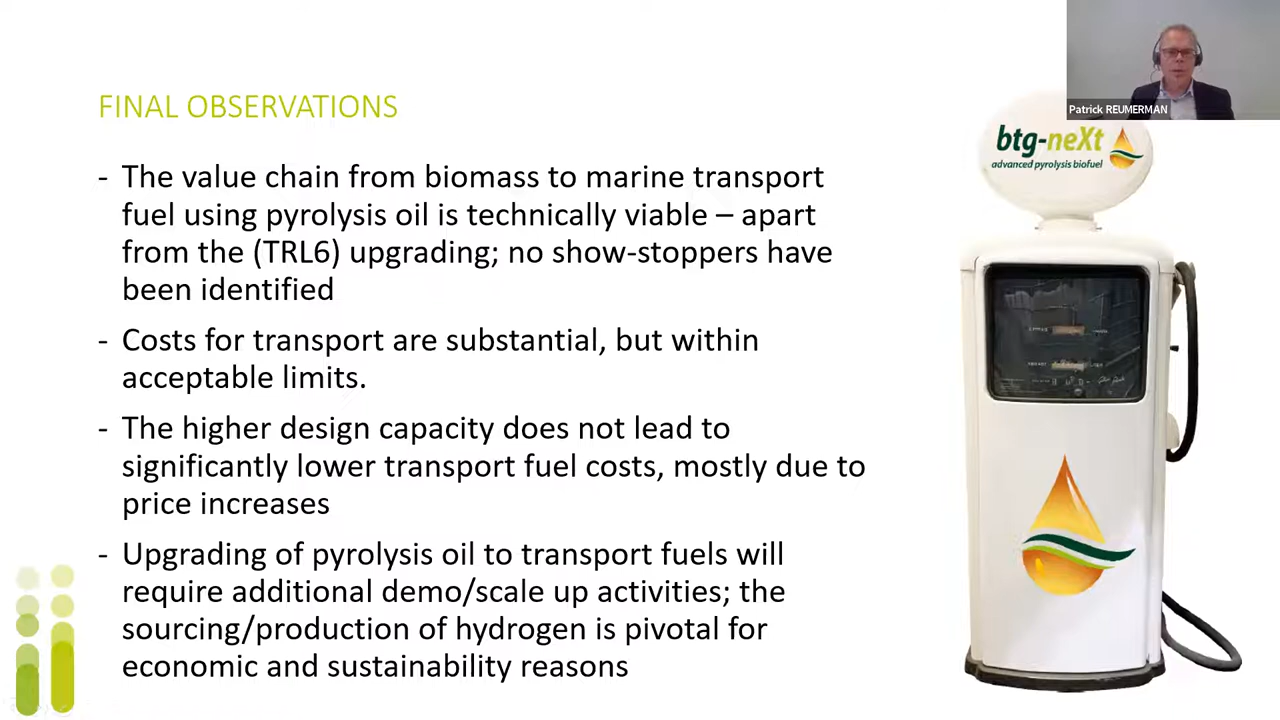 Patrick REUMERMAN
FINAL OBSERVATIONS
btg-neXt
advanced pyrolysis biofuel
- The value chain from biomass to marine transport
fuel using pyrolysis oil is technically viable – apart
from the (TRL6) upgrading; no show-stoppers have
been identified
- Costs for transport are substantial, but within
acceptable limits.
- The higher design capacity does not lead to
significantly lower transport fuel costs, mostly due to
price increases
- Upgrading of pyrolysis oil to transport fuels will
require additional demo/scale up activities; the
sourcing/production of hydrogen is pivotal for
economic and sustainability reasons